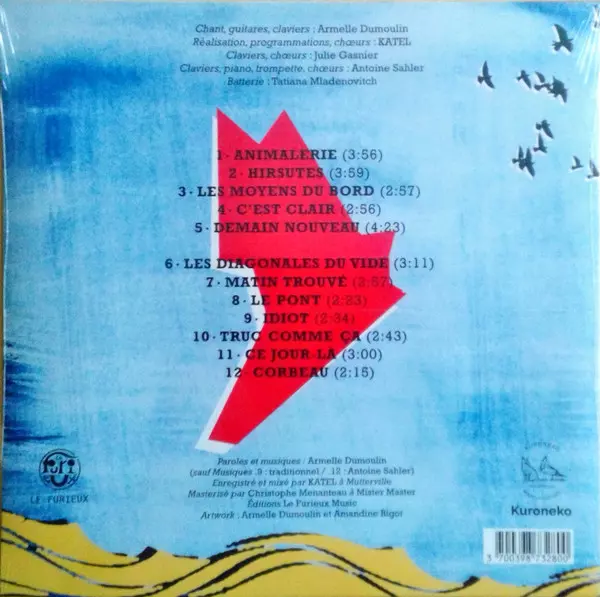 Chant, guitares, claviers : Armelle Dumoulin
Réalisation, programmations, chœurs : KATEL
Claviers, chœurs : Julie Gasnier
Claviers, piano, trompette, chœurs : Antoine Sahler
Batterie : Tatiana Mladenovitch
1 · ANIMALERIE (3:56)
2 · HIRSUTES (3:59)
3 · LES MOYENS DU BORD (2:57)
4 · C'EST CLAIR (2:56)
5 · DEMAIN NOUVEAU (4:23)
6 · LES DIAGONALES DU VIDE (3:11)
7 · MATIN TROUVÉ (2:57)
8 · LE PONT (2:23)
9 · IDIOT (2:34)
10 · TRUC COMME ÇA (2:43)
11 · CE JOUR LÀ (3:00)
12 · CORBEAU (2:15)
Paroles et musiques : Armelle Dumoulin
(sauf Musiques .9 : traditionnel / .12 : Antoine Sahler)
Enregistré et mixé par KATEL à Mutterville
Masterisé par Christophe Menanteau à Mister Master
Éditions Le Furieux Music
Artwork : Armelle Dumoulin et Amandine Bigot
LE FURIEUX
Kuroneko
3 700398 732800